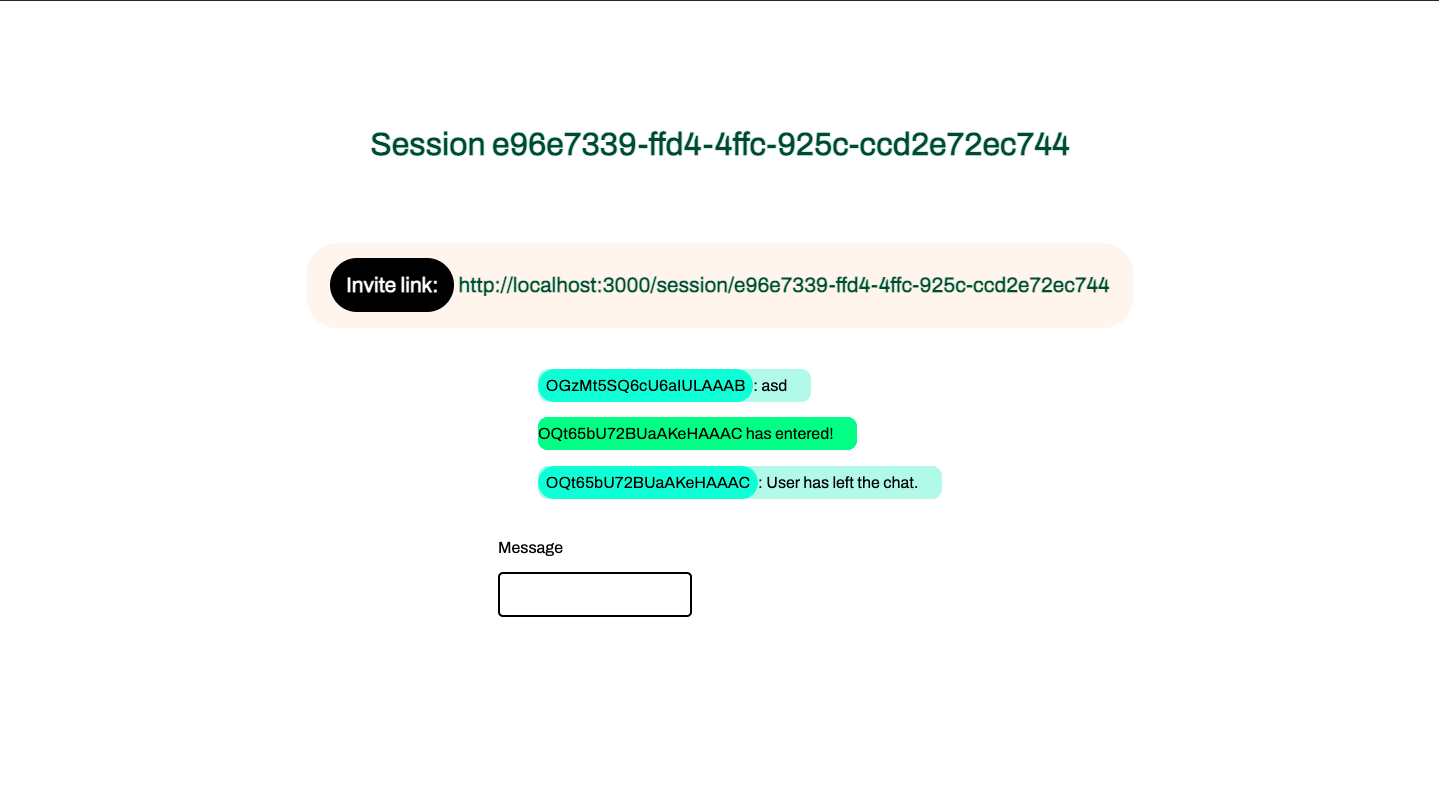 Session e96e7339-ffd4-4ffc-925c-ccd2e72ec744
Invite link: http://localhost:3000/session/e96e7339-ffd4-4ffc-925c-ccd2e72ec744
OGzMt5SQ6cU6aIULAAAB : asd
OQt65bU72BUaAKeHAAAC has entered!
OQt65bU72BUaAKeHAAAC : User has left the chat.
Message